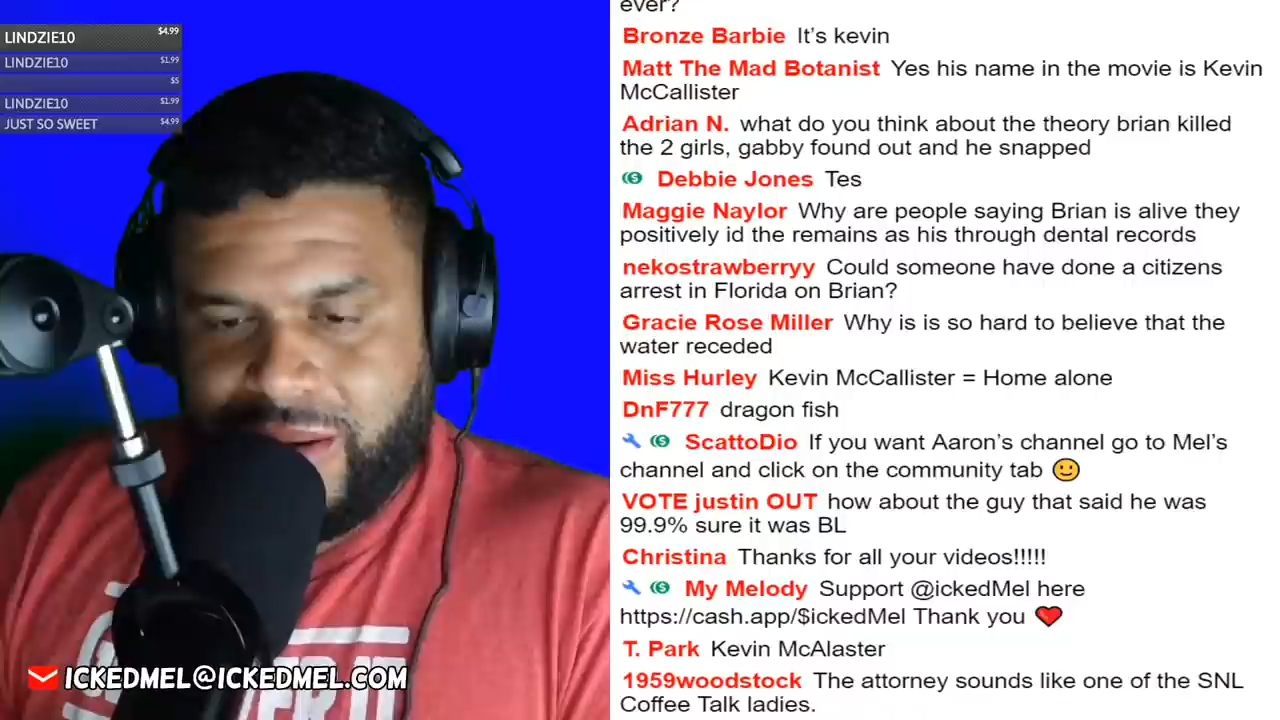 LINDZIE10 $4.99
LINDZIE10 $1.99
$5
LINDZIE10 $1.99
JUST SO SWEET $4.99
ICKEDMEL@ICKEDMEL.COM
ever?
Bronze Barbie It's kevin
Matt The Mad Botanist Yes his name in the movie is Kevin
McCallister
Adrian N. what do you think about the theory brian killed
the 2 girls, gabby found out and he snapped
Debbie Jones Tes
Maggie Naylor Why are people saying Brian is alive they
positively id the remains as his through dental records
nekostrawberryy Could someone have done a citizens
arrest in Florida on Brian?
Gracie Rose Miller Why is is so hard to believe that the
water receded
Miss Hurley Kevin McCallister = Home alone
DnF777 dragon fish
ScattoDio If you want Aaron's channel go to Mel's
channel and click on the community tab 🙂
VOTE justin OUT how about the guy that said he was
99.9% sure it was BL
Christina Thanks for all your videos!!!!!
My Melody Support @ickedMel here
https://cash.app/$ickedMel Thank you ❤️
T. Park Kevin McAlaster
1959woodstock The attorney sounds like one of the SNL
Coffee Talk ladies.